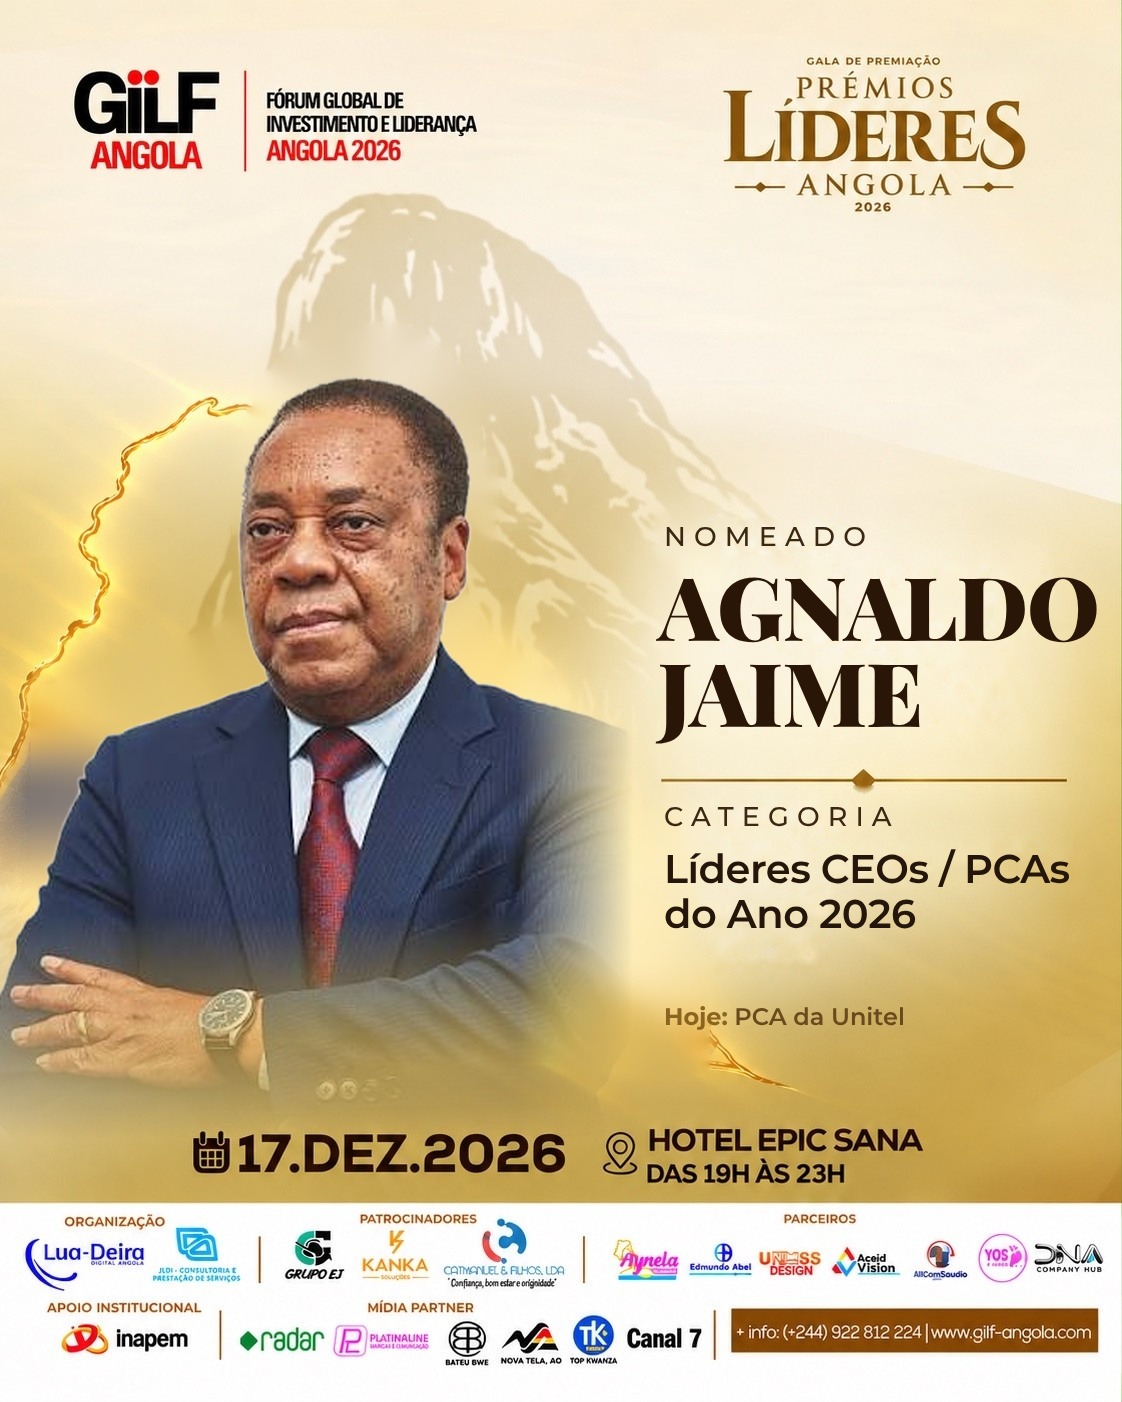 GiiLF
ANGOLA
FÓRUM GLOBAL DE
INVESTIMENTO E LIDERANÇA
ANGOLA 2026
GALA DE PREMIAÇÃO
PRÉMIOS
LÍDERES
ANGOLA
2026
NOMEADO
AGNALDO
JAIME
CATEGORIA
Líderes CEOs / PCAs
do Ano 2026
Hoje: PCA da Unitel
17.DEZ.2026
HOTEL EPIC SANA
DAS 19H ÀS 23H
ORGANIZAÇÃO
Lua-Deira
DIGITAL ANGOLA
JLDI - CONSULTORIA E
PRESTAÇÃO DE SERVIÇOS
PATROCINADORES
GRUPO EJ
KANKA
SOLUÇÕES
CATMANUEL & FILHOS, LDA
"Confiança, bom estar e originidade"
PARCEIROS
Aynela
Edmundo Abel
DESIGN
Aceid
Vision
AllComSaudio
YOS
DNA
COMPANY HUB
APOIO INSTITUCIONAL
inapem
MÍDIA PARTNER
radar
PLATINALINE
MARCAS E COMUNICAÇÃO
BATEU BWE
NOVA TELA, AO
TK
TOP KWANZA
Canal 7
+ info: (+244) 922 812 224 | www.gilf-angola.com